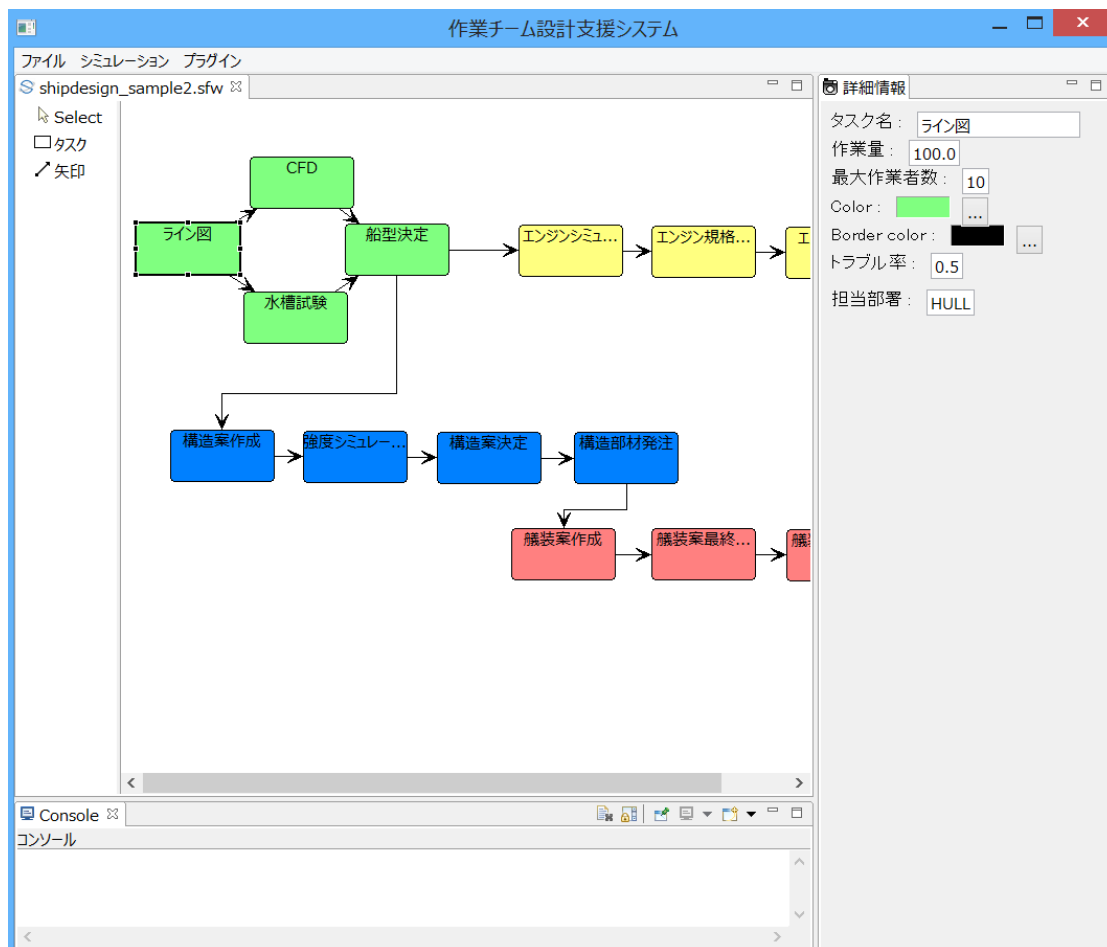 作業チーム設計支援システム
ファイル シミュレーション プラグイン
shipdesign_sample2.sfw
Select
タスク
矢印
CFD
ライン図
船型決定
水槽試験
エンジンシミュ...
エンジン規格...
エ
構造案作成
強度シミュレー...
構造案決定
構造部材発注
艤装案作成
艤装案最終...
艤装
詳細情報
タスク名: ライン図
作業量: 100.0
最大作業者数: 10
Color: ...
Border color: ...
トラブル率: 0.5
担当部署: HULL
Console
コンソール